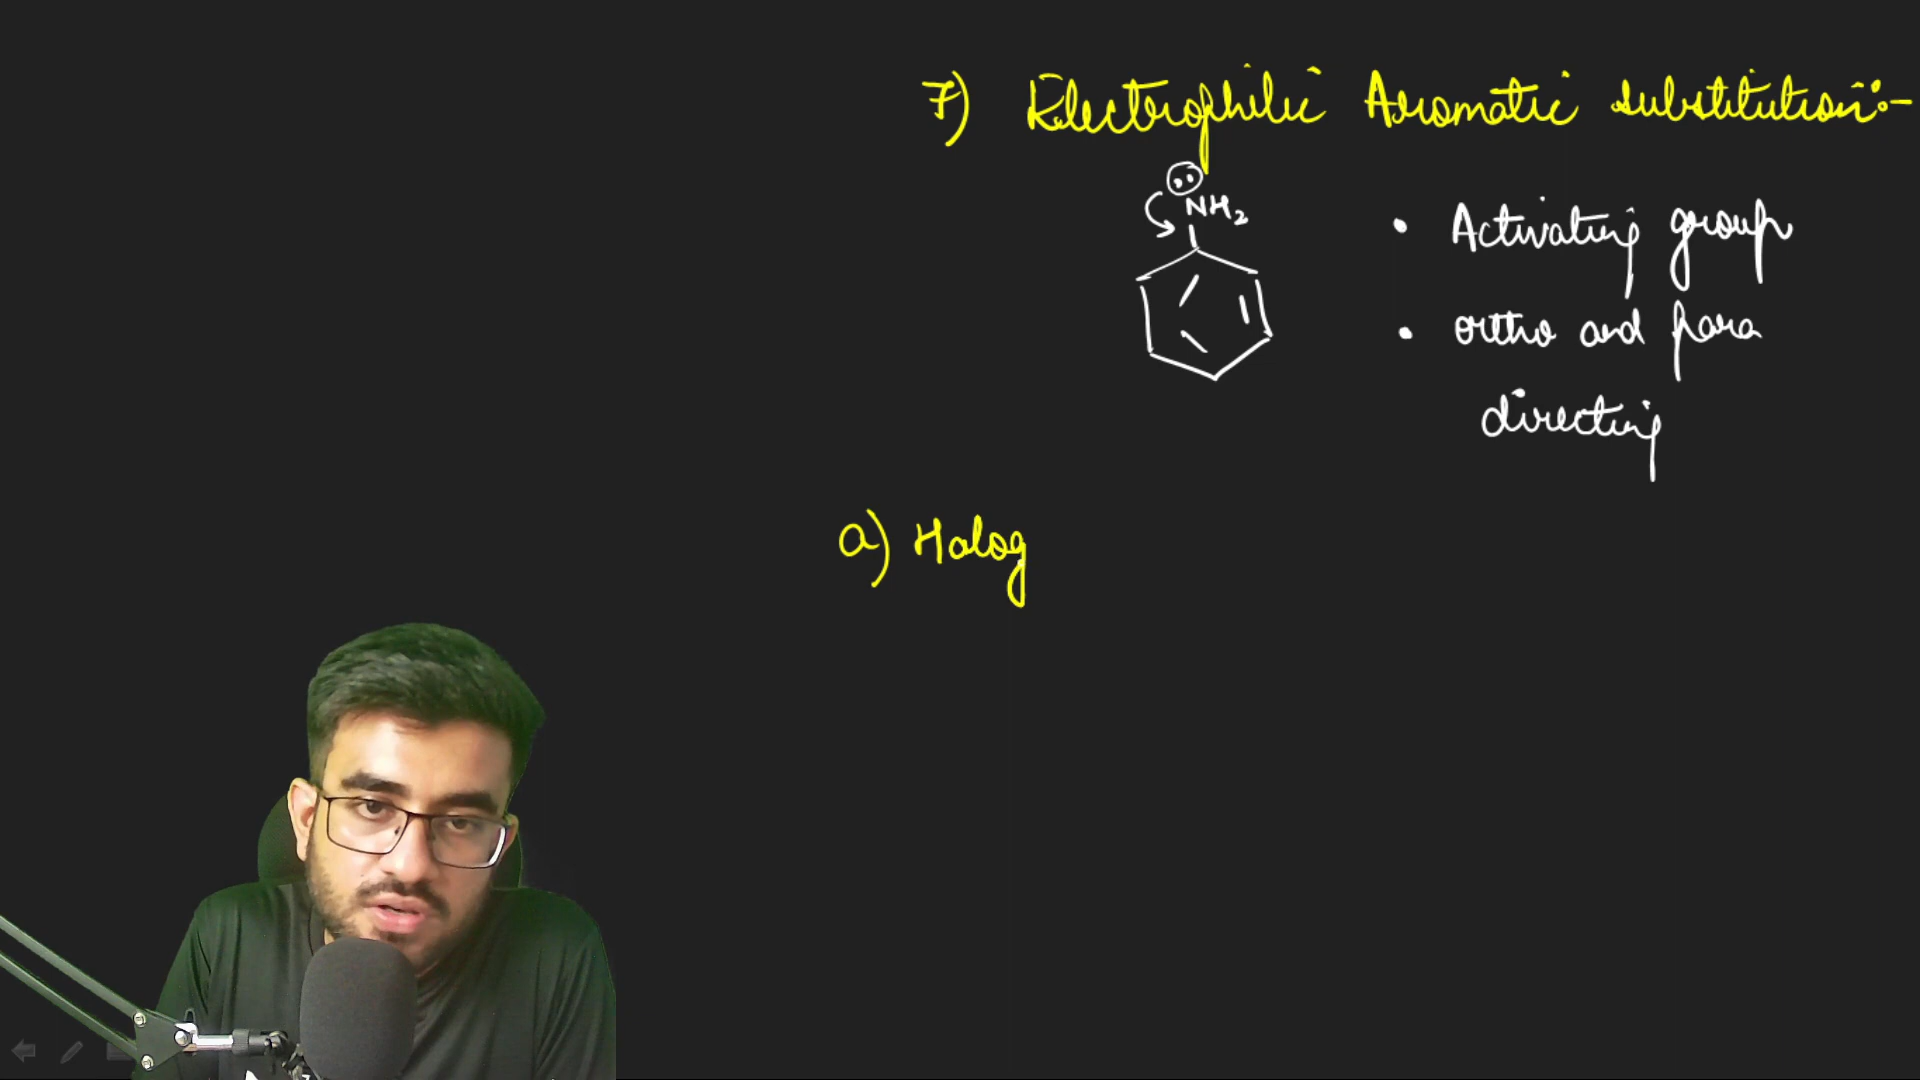 7) Electrophilic Aromatic substitution:-
NH2
• Activating group
• ortho and para
directing
a) Halog